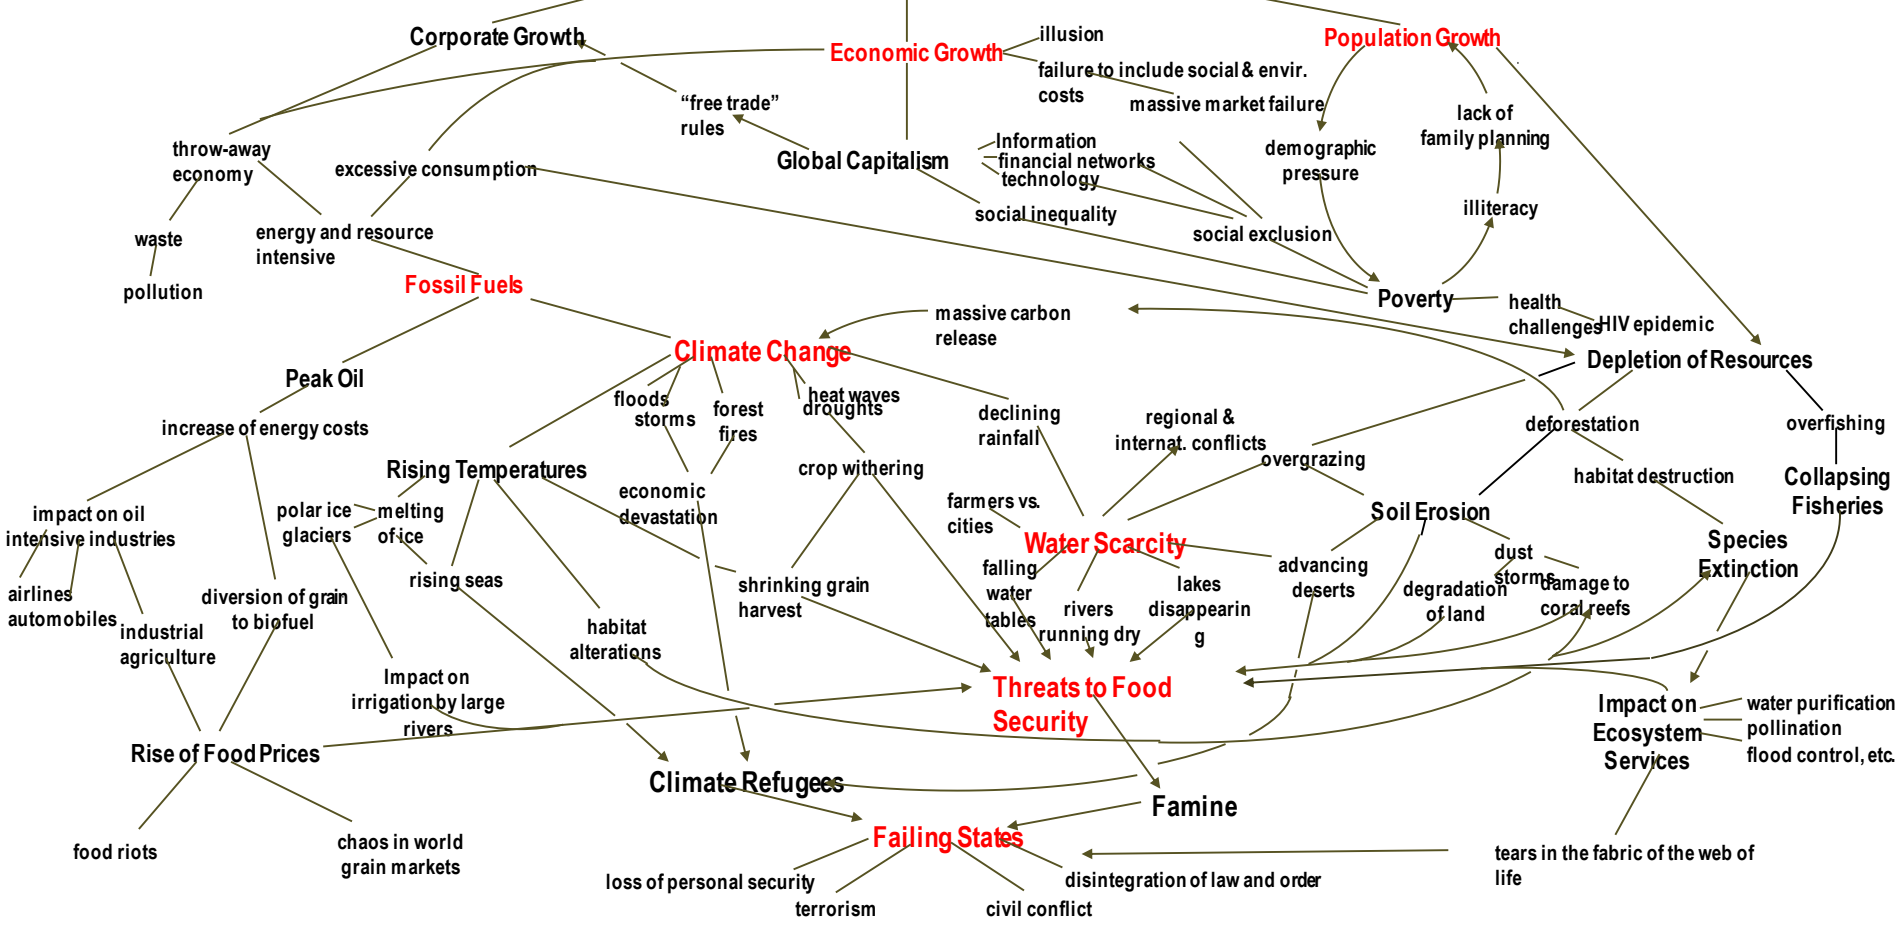 Corporate Growth
Economic Growth
illusion
failure to include social & envir.
costs
massive market failure
Population Growth
"free trade"
rules
lack of
family planning
throw-away
economy
excessive consumption
Global Capitalism
Information
financial networks
technology
demographic
pressure
social inequality
illiteracy
waste
energy and resource
intensive
social exclusion
pollution
Fossil Fuels
Poverty
health
challenges
HIV epidemic
massive carbon
release
Climate Change
Depletion of Resources
Peak Oil
floods
storms
forest
fires
heat waves
droughts
declining
rainfall
regional &
internat. conflicts
deforestation
overfishing
increase of energy costs
Rising Temperatures
crop withering
overgrazing
habitat destruction
Collapsing
Fisheries
impact on oil
intensive industries
polar ice
glaciers
melting
of ice
economic
devastation
farmers vs.
cities
Soil Erosion
Water Scarcity
Species
Extinction
rising seas
shrinking grain
harvest
falling
water
tables
rivers
running dry
lakes
disappearin
g
advancing
deserts
degradation
of land
dust
storms
damage to
coral reefs
airlines
automobiles
industrial
agriculture
diversion of grain
to biofuel
habitat
alterations
Impact on
irrigation by large
rivers
Threats to Food
Security
Impact on
Ecosystem
Services
water purification
pollination
flood control, etc.
Rise of Food Prices
Climate Refugees
Famine
food riots
chaos in world
grain markets
Failing States
loss of personal security
terrorism
civil conflict
disintegration of law and order
tears in the fabric of the web of
life